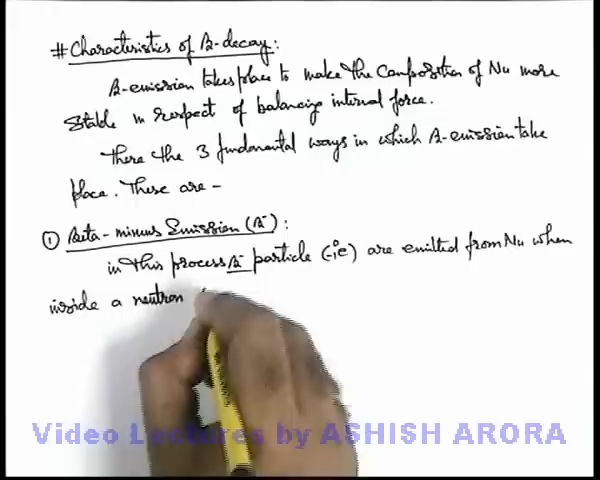 # Characteristics of β-decay :
β-emission takes place to make the Composition of Nu more
stable in respect of balancing internal force.
There the 3 fundamental ways in which β-emission take
place. These are –
① Beta-minus Emission (β⁻) :
in this process β⁻ particle (₋₁⁰e) are emitted from Nu when
inside a neutron
Video Lectures by ASHISH ARORA